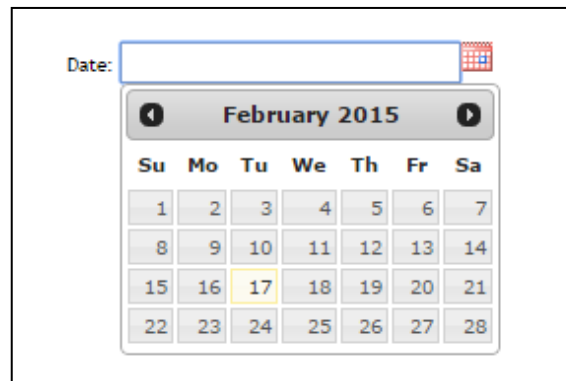 Date:
February 2015
Su Mo Tu We Th Fr Sa
1 2 3 4 5 6 7
8 9 10 11 12 13 14
15 16 17 18 19 20 21
22 23 24 25 26 27 28